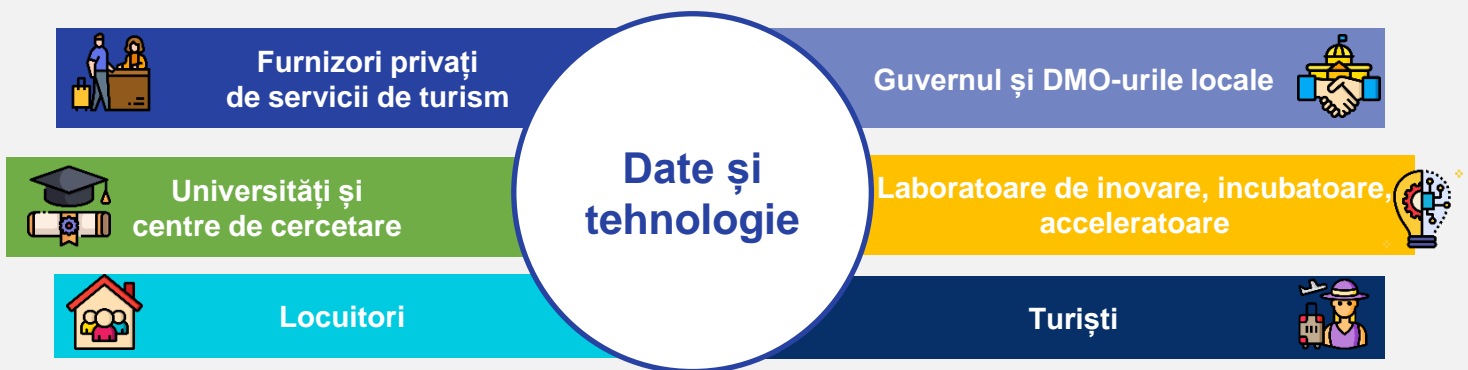 Furnizori privați
de servicii de turism
Guvernul și DMO-urile locale
Date și
tehnologie
Universități și
centre de cercetare
Laboratoare de inovare, incubatoare,
acceleratoare
Locuitori
Turiști